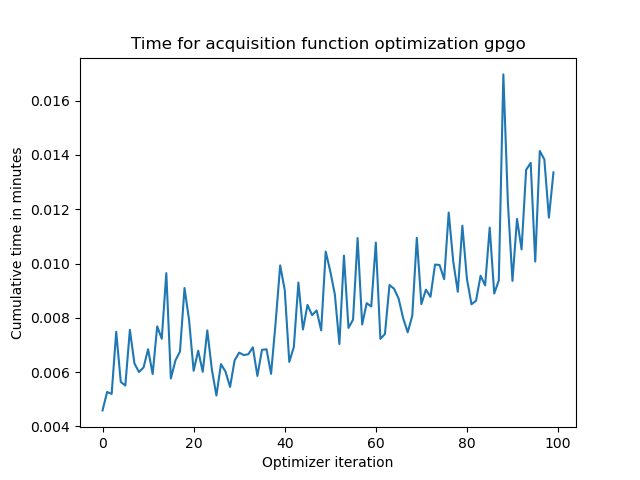 Time for acquisition function optimization gpgo
0.016
0.014
0.012
0.010
0.008
0.006
0.004
Cumulative time in minutes
0 20 40 60 80 100
Optimizer iteration